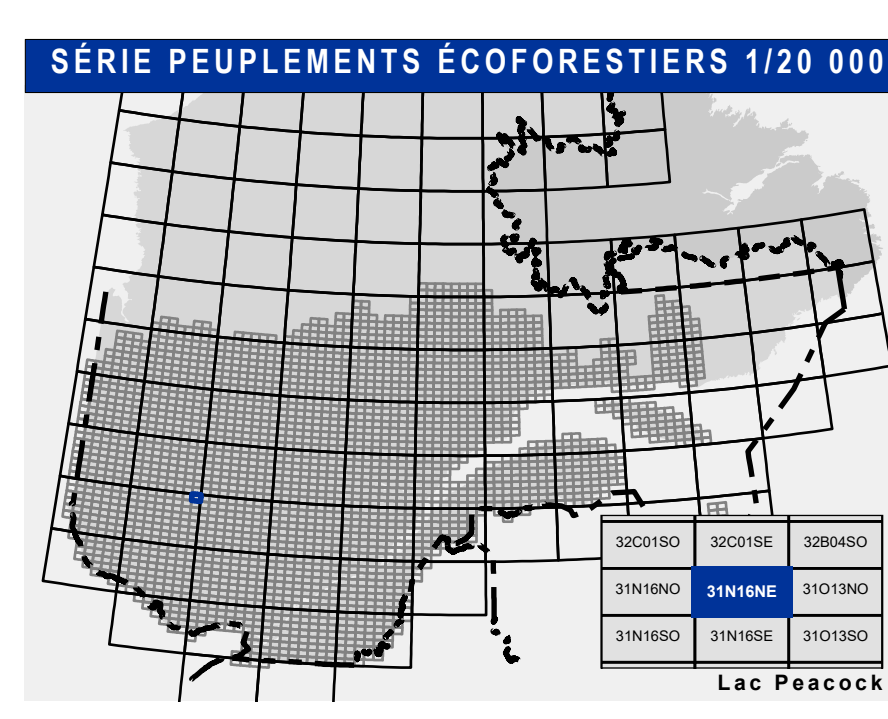 SÉRIE PEUPLEMENTS ÉCOFORESTIERS 1/20 000
32C01SO 32C01SE 32B04SO
31N16NO 31N16NE 31O13NO
31N16SO 31N16SE 31O13SO
Lac Peacock